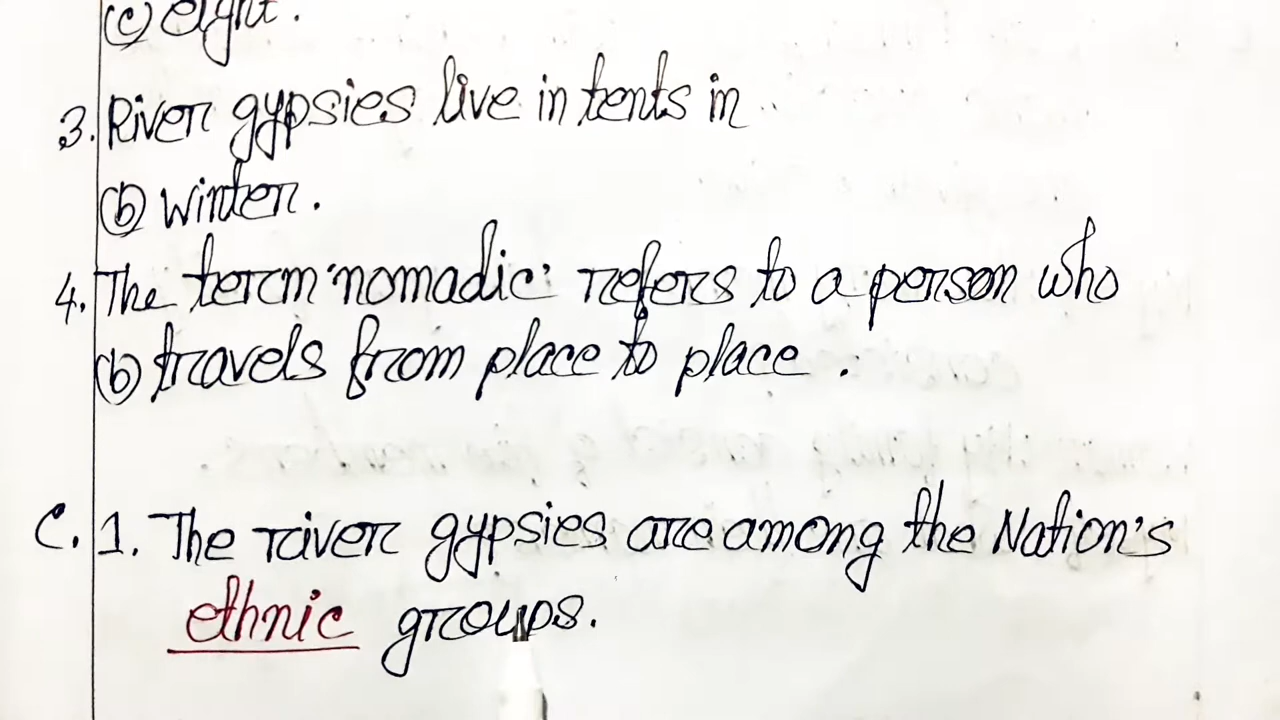 (c) eight.
3. River gypsies live in tents in
(b) winter.
4. The term 'nomadic' refers to a person who
(b) travels from place to place.
C. 1. The river gypsies are among the Nation's
ethnic groups.